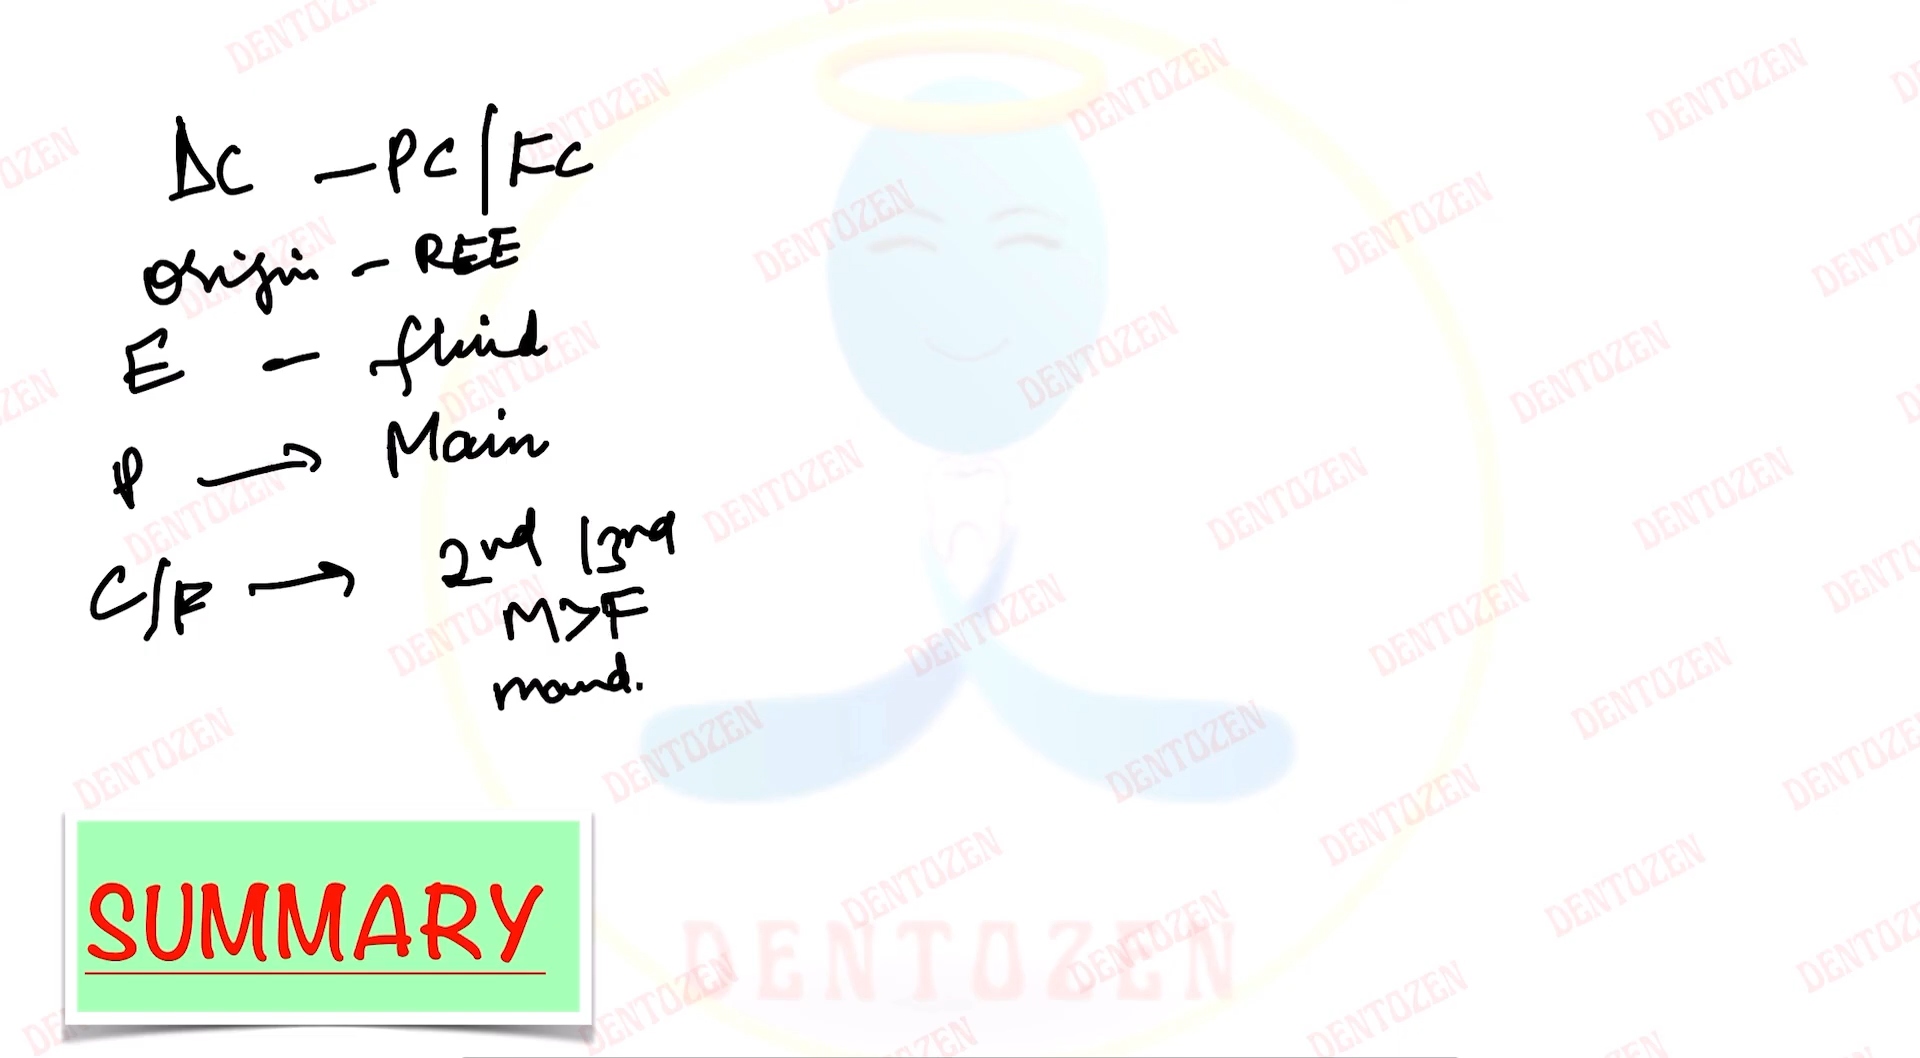 DC - PC/FC
Origin - REE
E - fluid
P → Main
C/F → 2nd/3rd
M>F
mand.
SUMMARY
DENTOZEN